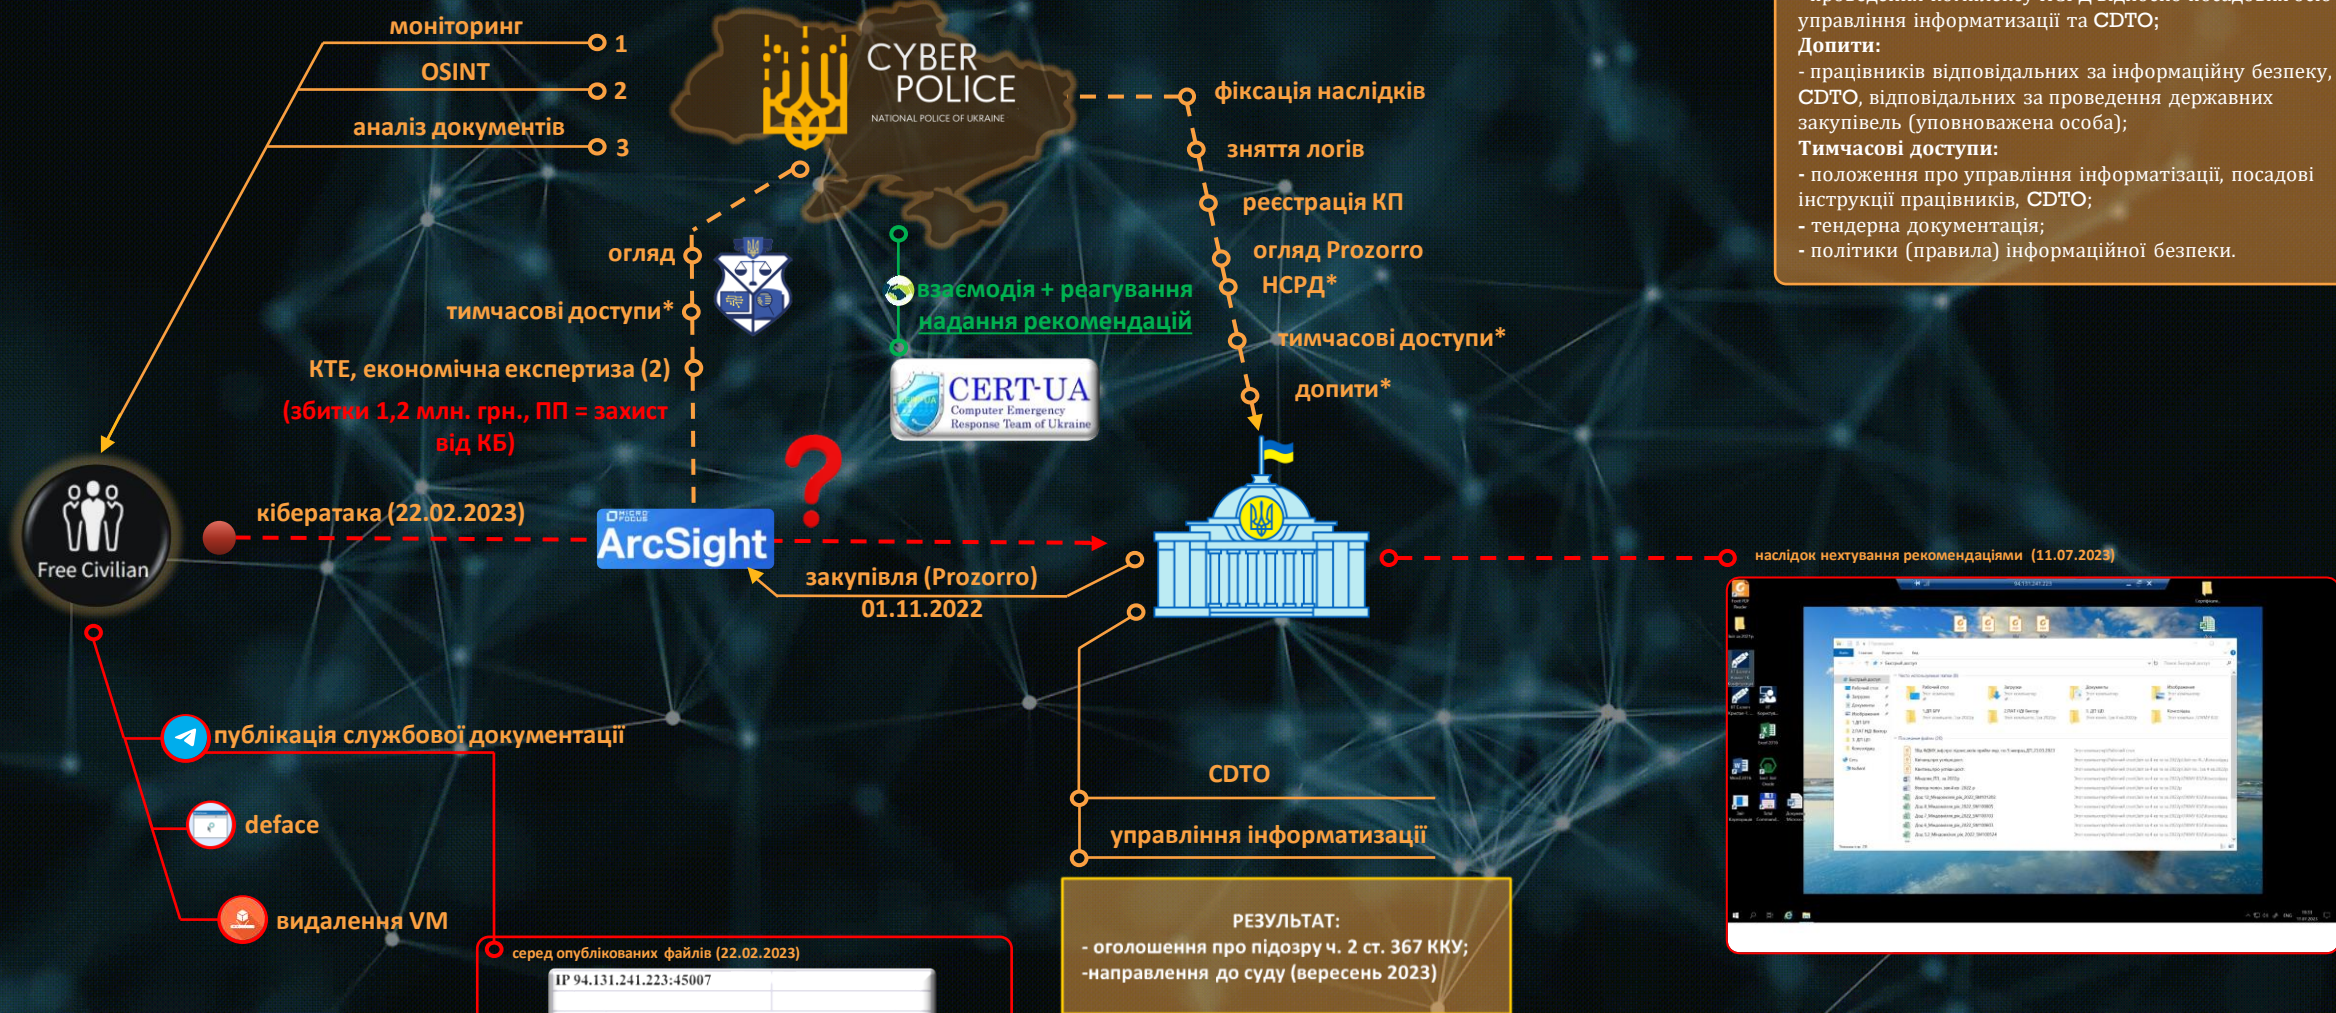 моніторинг
1
OSINT
2
аналіз документів
3
CYBER
POLICE
NATIONAL POLICE OF UKRAINE
фіксація наслідків
зняття логів
реєстрація КП
огляд Prozorro
НСРД*
тимчасові доступи*
допити*
управління інформатизації та CDTO;
Допити:
- працівників відповідальних за інформаційну безпеку,
CDTO, відповідальних за проведення державних
закупівель (уповноважена особа);
Тимчасові доступи:
- положення про управління інформатізації, посадові
інструкції працівників, CDTO;
- тендерна документація;
- політики (правила) інформаційної безпеки.
огляд
тимчасові доступи*
КТЕ, економічна експертиза (2)
(збитки 1,2 млн. грн., ПП = захист
від КБ)
взаємодія + реагування
надання рекомендацій
CERT-UA
Computer Emergency
Response Team of Ukraine
?
Free Civilian
кібератака (22.02.2023)
MICRO
FOCUS
ArcSight
закупівля (Prozorro)
01.11.2022
наслідок нехтування рекомендаціями (11.07.2023)
94.131.241.223
публікація службової документації
deface
видалення VM
CDTO
управління інформатизації
РЕЗУЛЬТАТ:
- оголошення про підозру ч. 2 ст. 367 ККУ;
-направлення до суду (вересень 2023)
серед опублікованих файлів (22.02.2023)
IP 94.131.241.223:45007